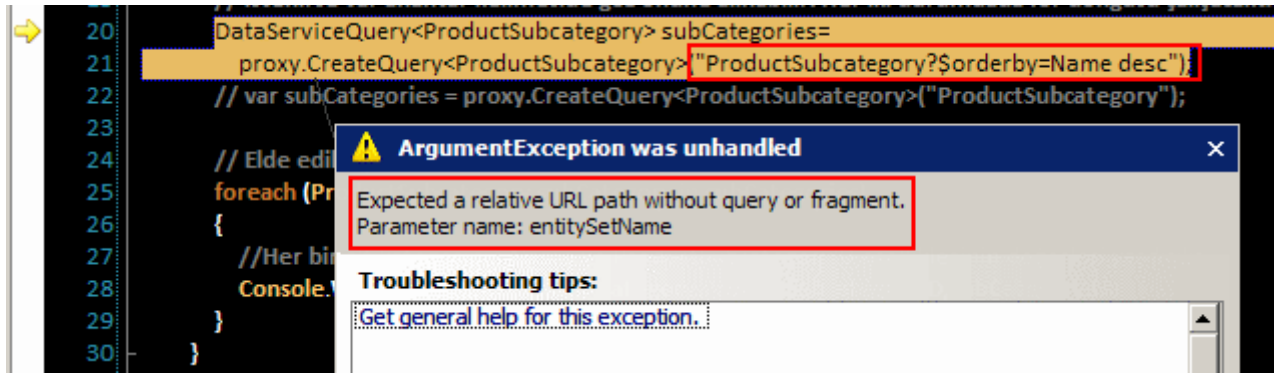 20 DataServiceQuery<ProductSubcategory> subCategories=
21 proxy.CreateQuery<ProductSubcategory>("ProductSubcategory?$orderby=Name desc");
22 // var subCategories = proxy.CreateQuery<ProductSubcategory>("ProductSubcategory");
23
24 // Elde edil
25 foreach (Pr
26 {
27 //Her bir
28 Console.
29 }
30 }
ArgumentException was unhandled
Expected a relative URL path without query or fragment.
Parameter name: entitySetName
Troubleshooting tips:
Get general help for this exception.